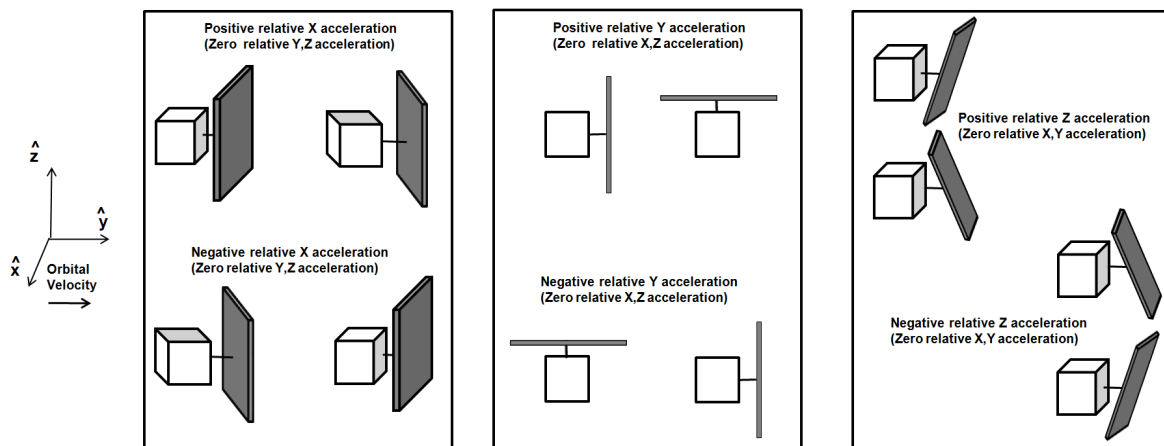 Positive relative X acceleration
(Zero relative Y,Z acceleration)
Negative relative X acceleration
(Zero relative Y,Z acceleration)
Positive relative Y acceleration
(Zero relative X,Z acceleration)
Negative relative Y acceleration
(Zero relative X,Z acceleration)
Positive relative Z acceleration
(Zero relative X,Y acceleration)
Negative relative Z acceleration
(Zero relative X,Y acceleration)
ẑ
ŷ
x̂
Orbital
Velocity